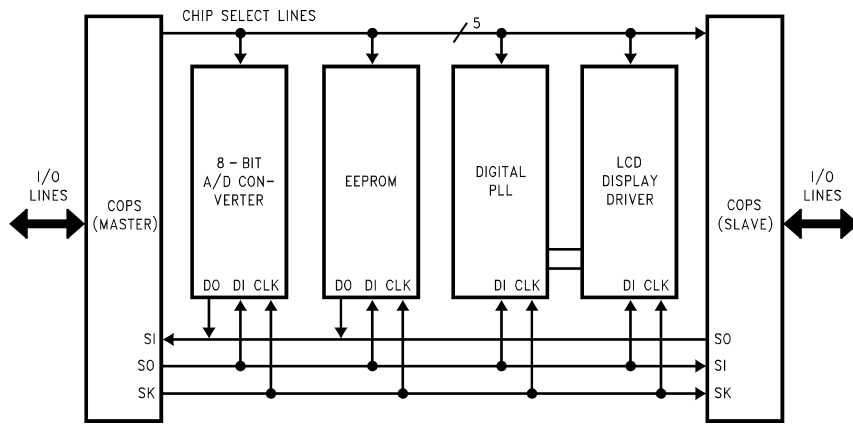 CHIP SELECT LINES
5
8 - BIT
A/D CON-
VERTER
EEPROM
DIGITAL
PLL
LCD
DISPLAY
DRIVER
I/O
LINES
COPS
(MASTER)
COPS
(SLAVE)
I/O
LINES
DO DI CLK
DO DI CLK
DI CLK
DI CLK
SI
SO
SO
SI
SK
SK